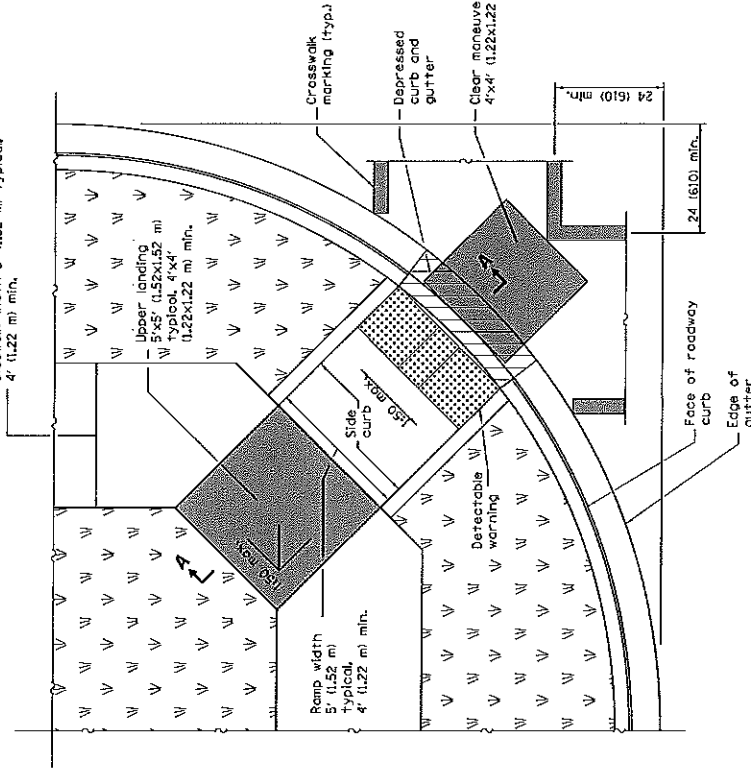 4' (1.22 m) min.
Upper landing
5'x5' (1.52x1.52 m)
typical, 4'x4'
(1.22x1.22 m) min.
Crosswalk
marking (typ.)
Depressed
curb and
gutter
Clear maneuve
4'x4' (1.22x1.22
24 (610) min.
24 (610) min.
A
A
1:50 max.
1:50 max.
Side
curb
Ramp width
5' (1.52 m)
typical,
4' (1.22 m) min.
Detectable
warning
Face of roadway
curb
Edge of
gutter